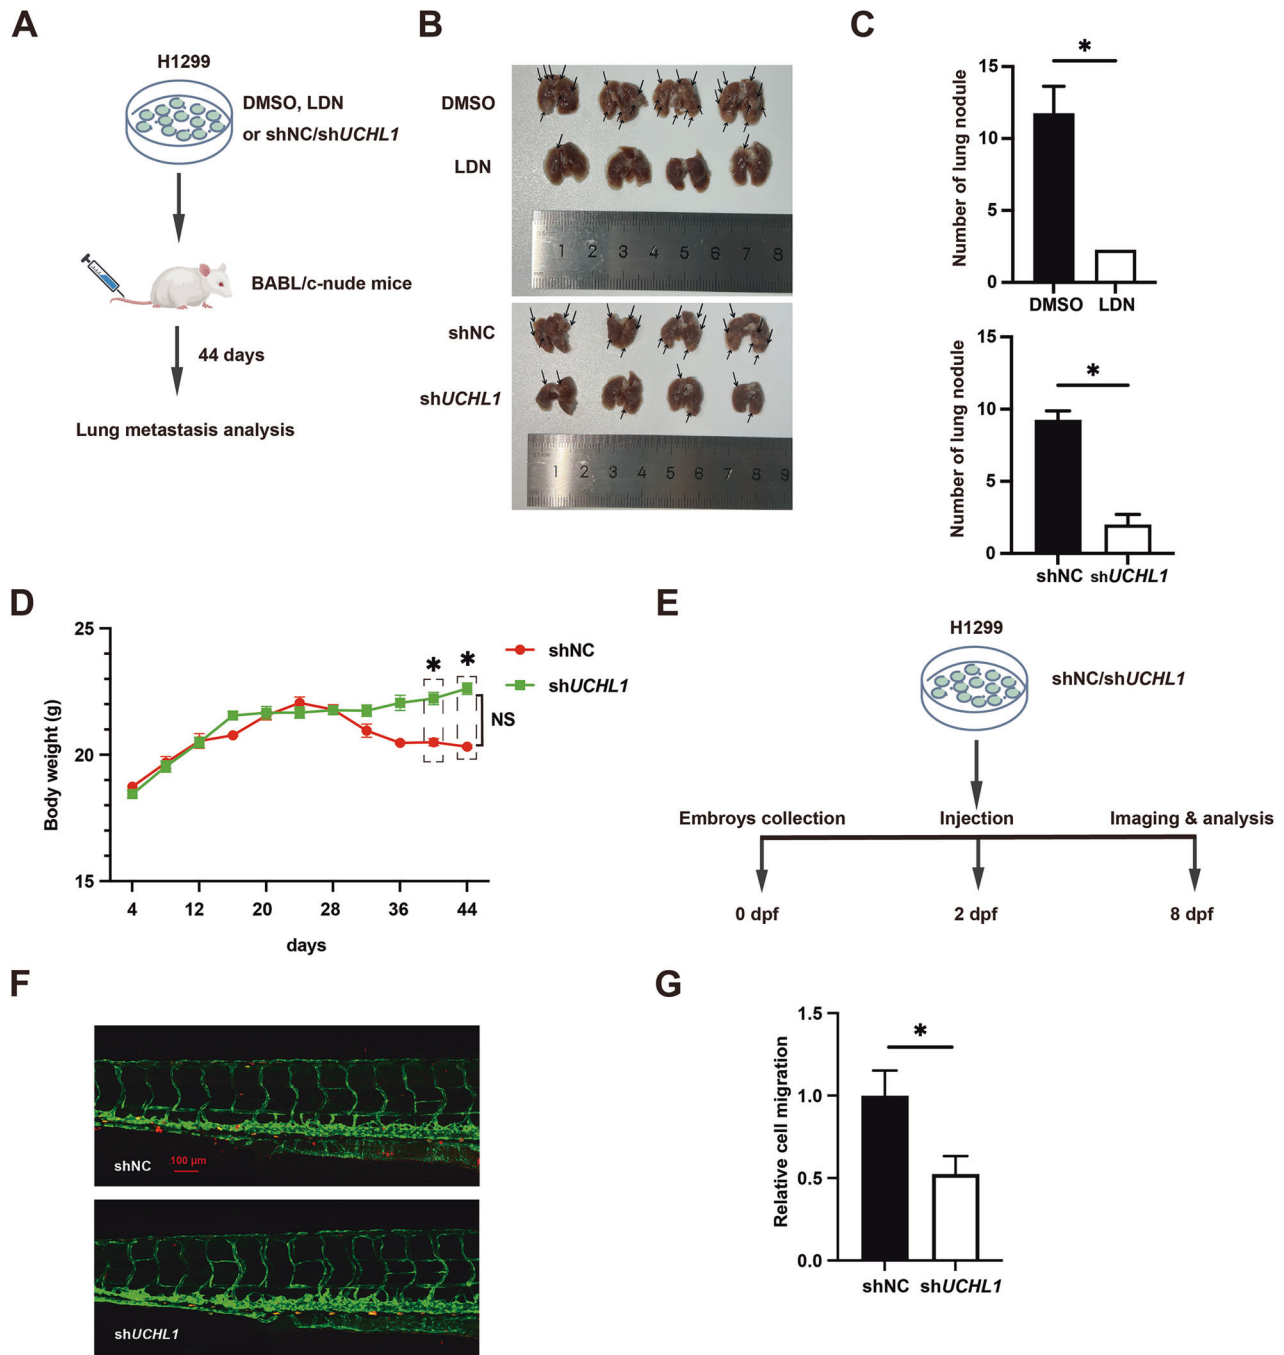 A
H1299
DMSO, LDN
or shNC/shUCHL1
BABL/c-nude mice
44 days
Lung metastasis analysis
B
DMSO
LDN
1 2 3 4 5 6 7 8
shNC
shUCHL1
1 2 3 4 5 6 7 8 9
C
*
15
10
5
0
Number of lung nodule
DMSO LDN
*
15
10
5
0
Number of lung nodule
shNC shUCHL1
D
25
20
15
Body weight (g)
4 12 20 28 36 44
days
* *
NS
shNC
shUCHL1
E
H1299
shNC/shUCHL1
Embroys collection Injection Imaging & analysis
0 dpf 2 dpf 8 dpf
F
shNC
100 μm
shUCHL1
G
*
1.5
1.0
0.5
0.0
Relative cell migration
shNC shUCHL1